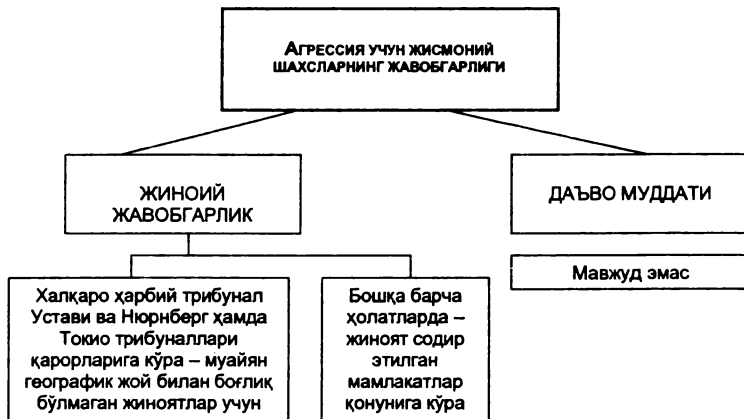 АГРЕССИЯ УЧУН ЖИСМОНИЙ
ШАХСЛАРНИНГ ЖАВОБГАРЛИГИ
ЖИНОИЙ
ЖАВОБГАРЛИК
ДАЪВО МУДДАТИ
Мавжуд эмас
Халқаро ҳарбий трибунал
Устави ва Нюрнберг ҳамда
Токио трибуналлари
қарорларига кўра – муайян
географик жой билан боғлиқ
бўлмаган жиноятлар учун
Бошқа барча
ҳолатларда –
жиноят содир
этилган
мамлакатлар
қонунига кўра